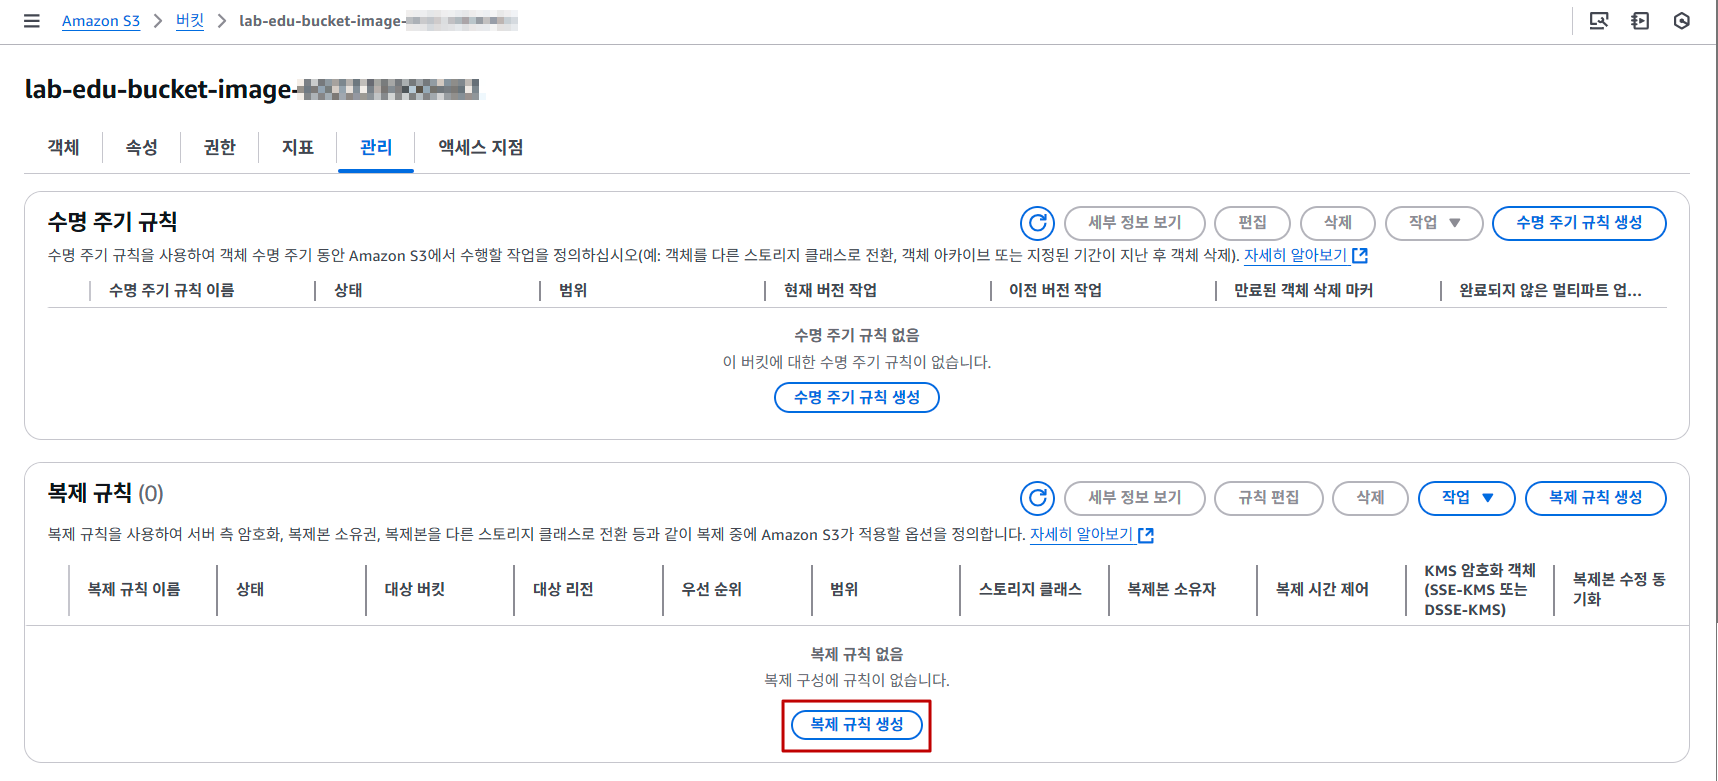 Amazon S3 > 버킷 > lab-edu-bucket-image-
lab-edu-bucket-image-
객체 속성 권한 지표 관리 액세스 지점
수명 주기 규칙
세부 정보 보기 편집 삭제 작업 ▼ 수명 주기 규칙 생성
수명 주기 규칙을 사용하여 객체 수명 주기 동안 Amazon S3에서 수행할 작업을 정의하십시오(예: 객체를 다른 스토리지 클래스로 전환, 객체 아카이브 또는 지정된 기간이 지난 후 객체 삭제). 자세히 알아보기
수명 주기 규칙 이름 상태 범위 현재 버전 작업 이전 버전 작업 만료된 객체 삭제 마커 완료되지 않은 멀티파트 업...
수명 주기 규칙 없음
이 버킷에 대한 수명 주기 규칙이 없습니다.
수명 주기 규칙 생성
복제 규칙 (0)
세부 정보 보기 규칙 편집 삭제 작업 ▼ 복제 규칙 생성
복제 규칙을 사용하여 서버 측 암호화, 복제본 소유권, 복제본을 다른 스토리지 클래스로 전환 등과 같이 복제 중에 Amazon S3가 적용할 옵션을 정의합니다. 자세히 알아보기
복제 규칙 이름 상태 대상 버킷 대상 리전 우선 순위 범위 스토리지 클래스 복제본 소유자 복제 시간 제어
KMS 암호화 객체
(SSE-KMS 또는
DSSE-KMS)
복제본 수정 동
기화
복제 규칙 없음
복제 구성에 규칙이 없습니다.
복제 규칙 생성